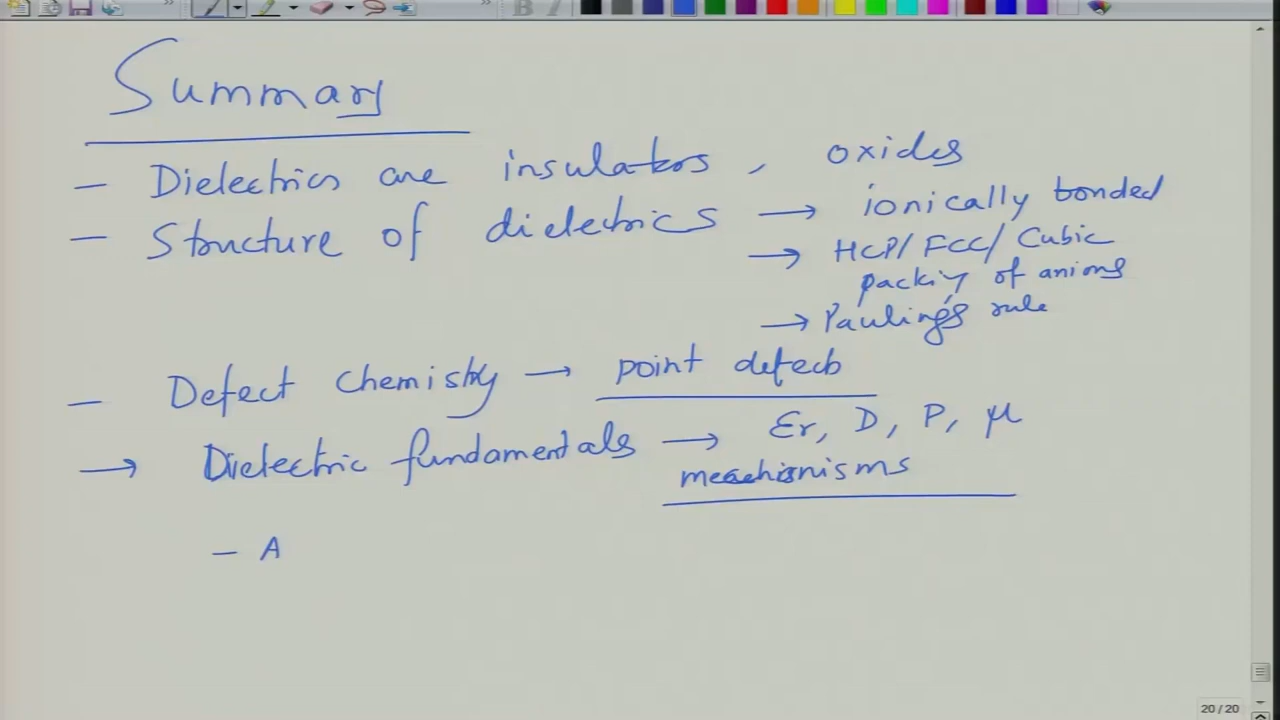 Summary
- Dielectrics are insulators, oxides
- Structure of dielectrics → ionically bonded
→ HCP/FCC/Cubic
packing of anions
→ Pauling's rule
- Defect Chemistry → point defects
→ Dielectric fundamentals → εr, D, P, μ
mechanisms
- A
20 / 20